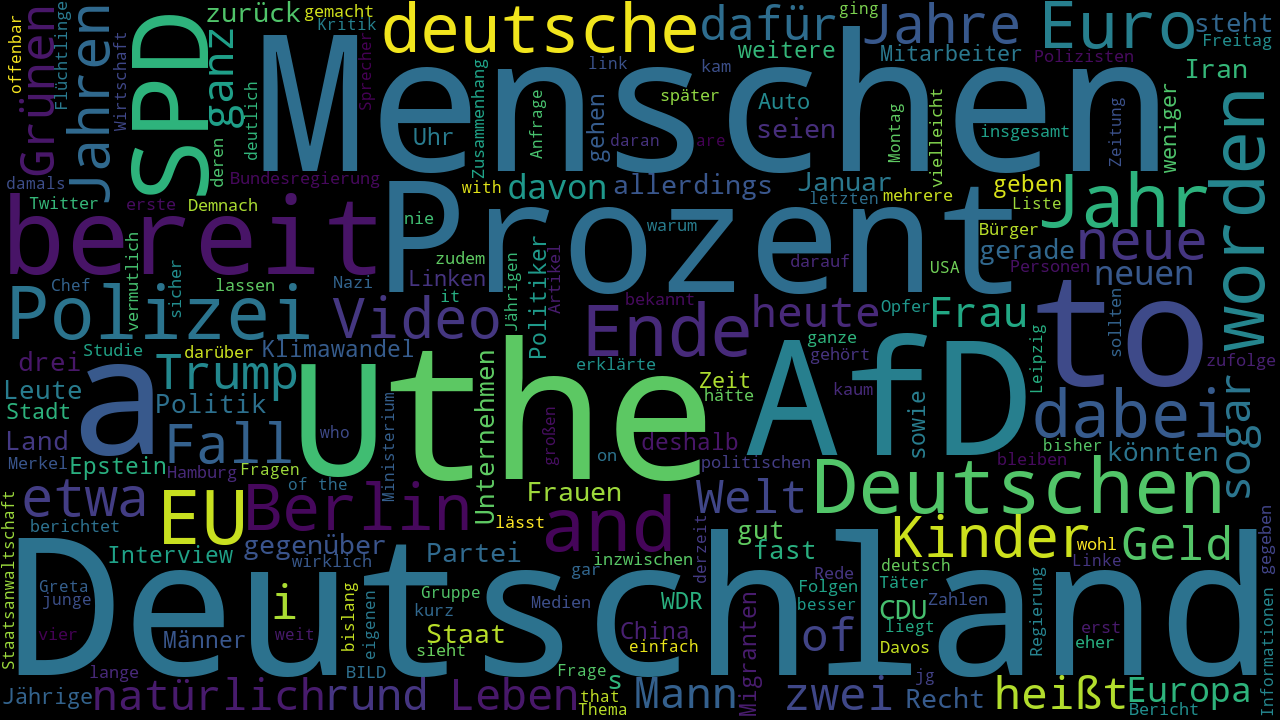 offenbar
Flüchtlinge
Grünen
Jahren
Wirtschaft
SPD
zurück
gemacht
Kritik
Sprecher
ganz
deutlich
deren
Menschen
deutsche
dafür
weitere
link
kam
ging
Jahre
Mitarbeiter
Euro
Polizisten
steht
Freitag
Iran
Uhr
Zusammenhang
Anfrage
gehen
später
daran
are
Auto
seien
Montag
vielleicht
insgesamt
Zeitung
weniger
worden
damals
Twitter
erste
Demnach
Bundesregierung
nie
with
davon
allerdings
Januar
letzten
mehrere
geben
Liste
Jahr
bereit
Prozent
warum
Bürger
gerade
neue
neuen
Chef
vermutlich
sicher
lassen
Nazi
Linken
zudem
it
Jährigen
Politiker
Artikel
bekannt
darauf
USA
Personen
Polizei
Video
Ende
heute
Opfer
Frau
to
sollten
zufolge
drei
Studie
darüber
Klimawandel
erklärte
ganze
gehört
Leipzig
Leute
Trump
a
U
the
Zeit
hätte
kaum
AfD
Stadt
Politik
Unternehmen
großen
sowie
dabei
sogar
Land
Fall
who
Ministerium
deshalb
bisher
könnten
Merkel
Epstein
Hamburg
Fragen
on
politischen
bleiben
of the
Frauen
Welt
Deutschen
etwa
EU
Berlin
lässt
and
Staatsanwaltschaft
berichtet
gegenüber
gut
Kinder
wohl
Geld
gegeben
Interview
wirklich
Partei
inzwischen
derzeit
fast
deutsch
Linke
Deutschland
Greta
junge
i
Gruppe
kurz
gar
Medien
WDR
Rede
Folgen
besser
Täter
CDU
Zahlen
Regierung
vier
Männer
weit
bislang
eigenen
Staat
sieht
einfach
China
of
liegt
Davos
erst
eher
Informationen
lange
BILD
Frage
s
Migranten
jg
Jährige
natürlich
rund
Leben
that
Thema
Mann
zwei
Recht
heißt
Europa
Bericht